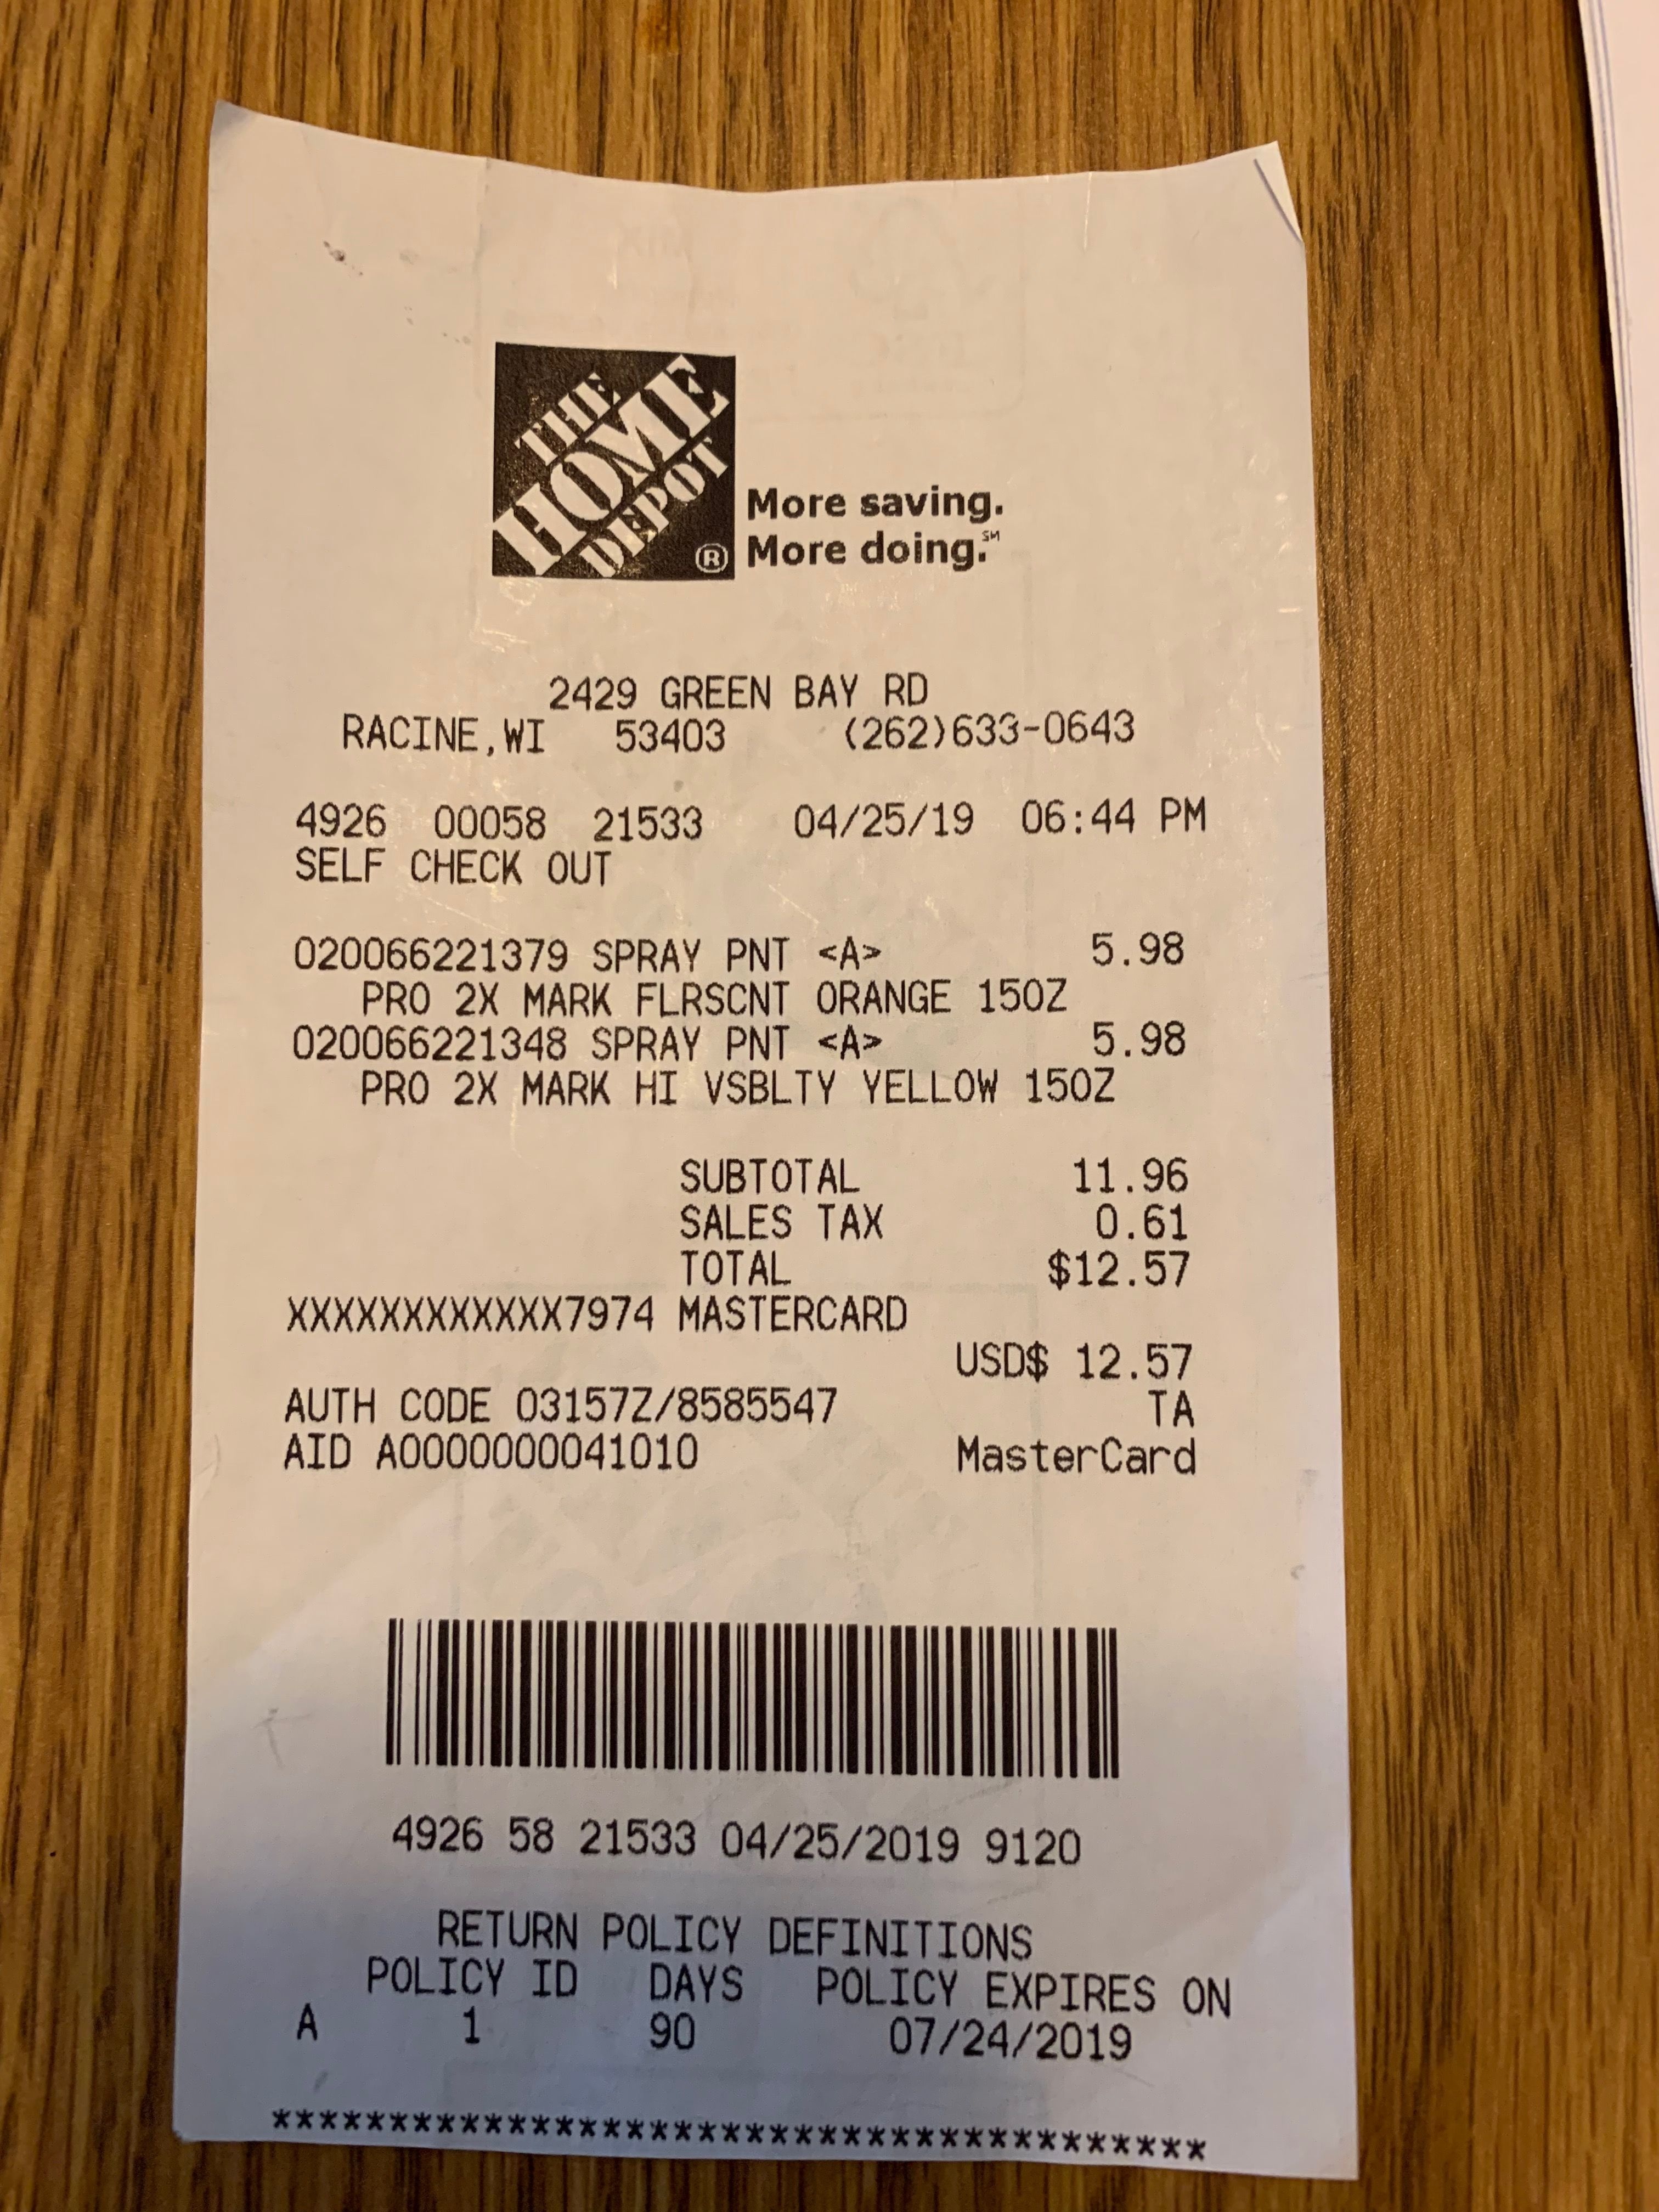 THE
HOME
DEPOT
®
More saving.
More doing.℠
2429 GREEN BAY RD
RACINE,WI 53403 (262)633-0643
4926 00058 21533 04/25/19 06:44 PM
SELF CHECK OUT
020066221379 SPRAY PNT <A> 5.98
PRO 2X MARK FLRSCNT ORANGE 15OZ
020066221348 SPRAY PNT <A> 5.98
PRO 2X MARK HI VSBLTY YELLOW 15OZ
SUBTOTAL 11.96
SALES TAX 0.61
TOTAL $12.57
XXXXXXXXXXXX7974 MASTERCARD
USD$ 12.57
AUTH CODE 03157Z/8585547 TA
AID A0000000041010 MasterCard
4926 58 21533 04/25/2019 9120
RETURN POLICY DEFINITIONS
POLICY ID DAYS POLICY EXPIRES ON
A 1 90 07/24/2019
***************************************